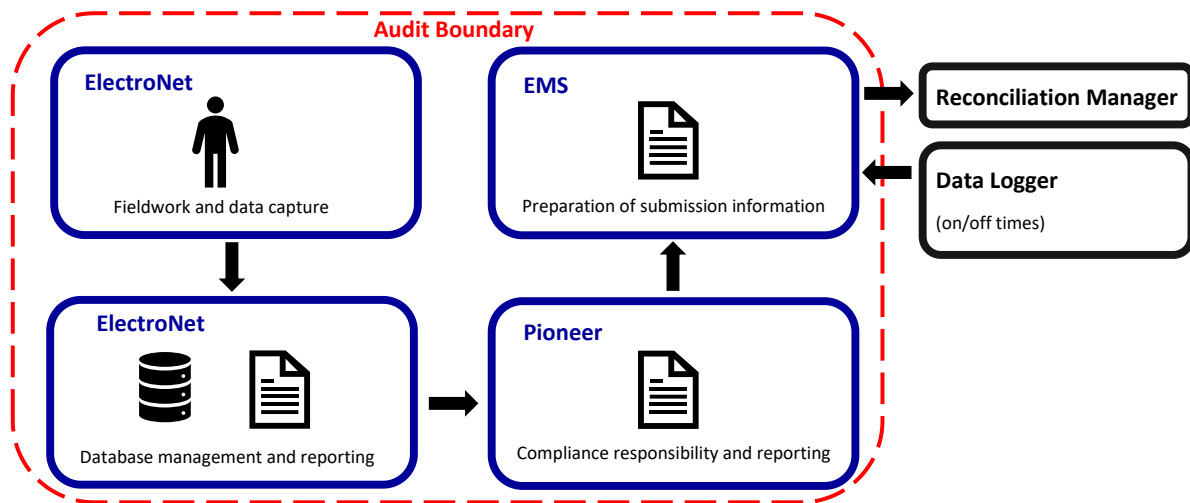 Audit Boundary
ElectroNet
Fieldwork and data capture
EMS
Preparation of submission information
Reconciliation Manager
Data Logger
(on/off times)
ElectroNet
Database management and reporting
Pioneer
Compliance responsibility and reporting